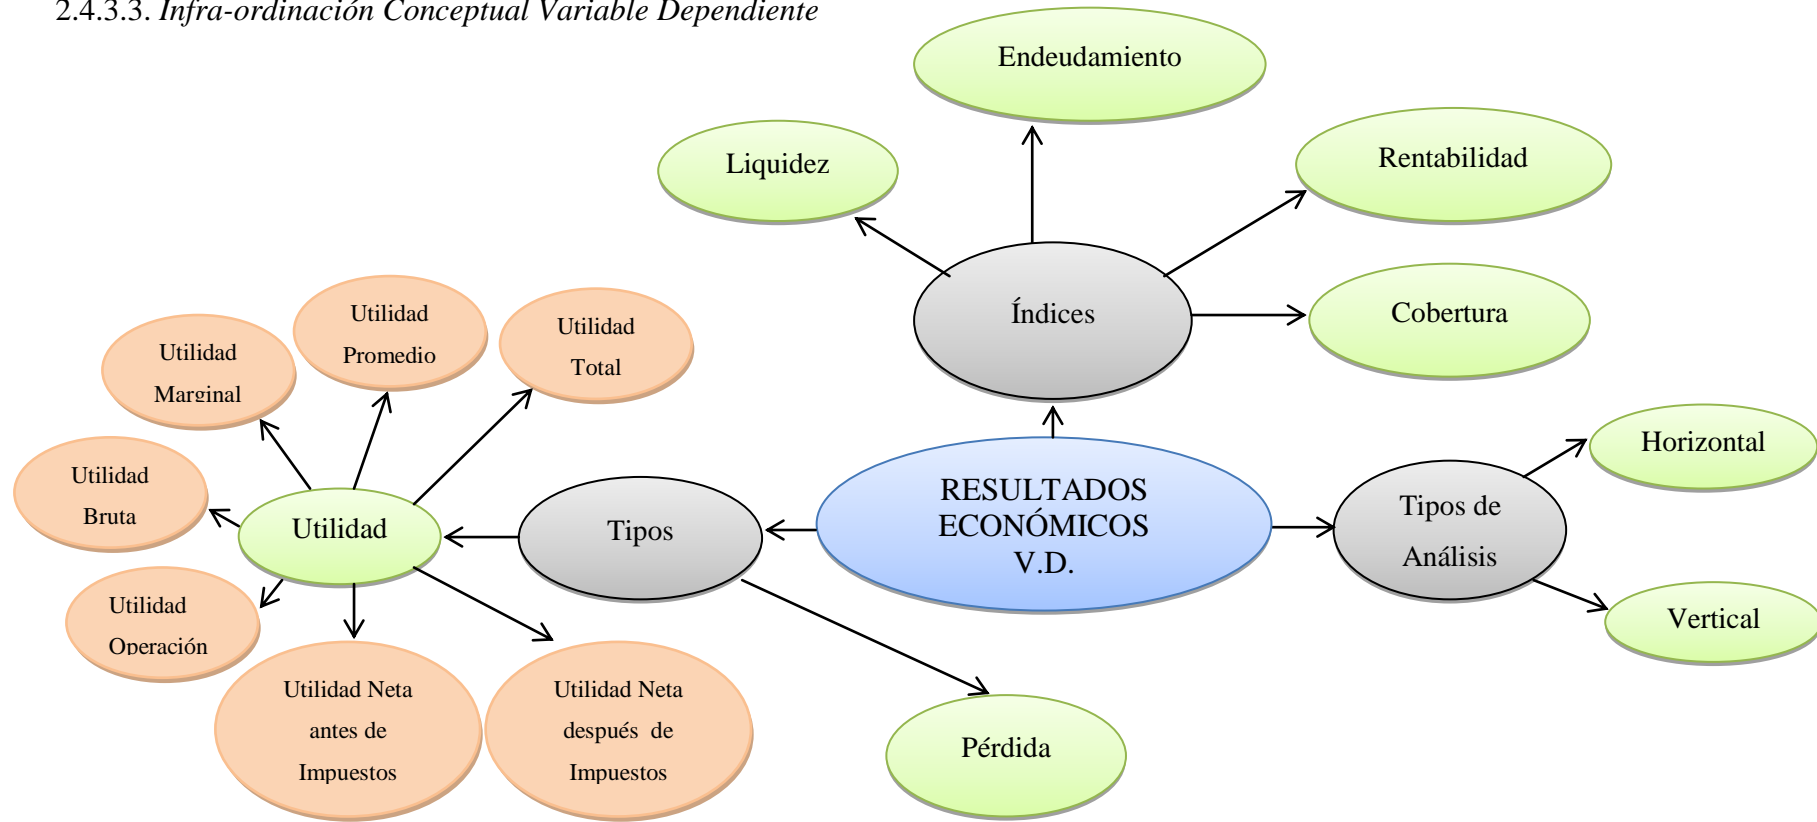 2.4.3.3. Infra-ordinación Conceptual Variable Dependiente
Endeudamiento
Liquidez
Rentabilidad
Índices
Cobertura
Utilidad
Marginal
Utilidad
Promedio
Utilidad
Total
Utilidad
Bruta
Utilidad
Operación
Utilidad
Tipos
RESULTADOS
ECONÓMICOS
V.D.
Tipos de
Análisis
Horizontal
Vertical
Utilidad Neta
antes de
Impuestos
Utilidad Neta
después  de
Impuestos
Pérdida